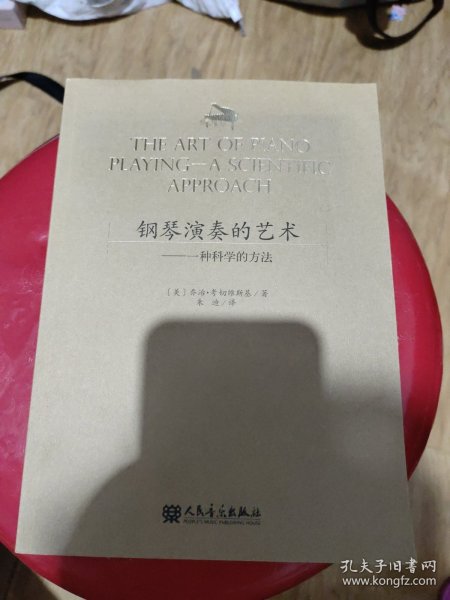 THE ART OF PIANO
PLAYING—A SCIENTIFIC
APPROACH
钢琴演奏的艺术
——一种科学的方法
〔美〕乔治·考切维斯基／著
朱迪／译
人民音乐出版社
PEOPLE'S MUSIC PUBLISHING HOUSE
孔夫子旧书网
www.kongfz.com